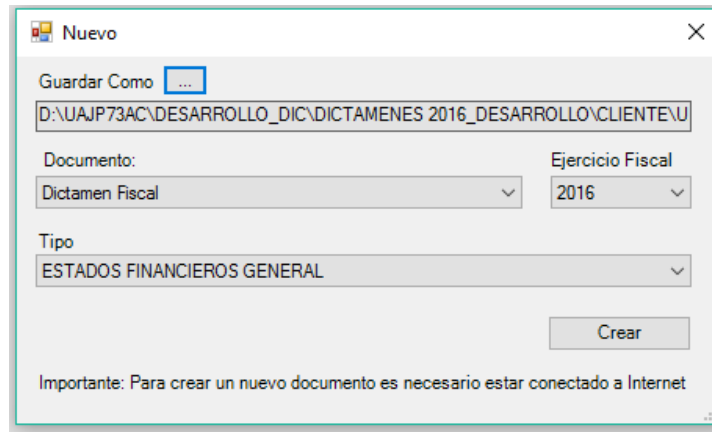 Nuevo
Guardar Como ...
D:\UAJP73AC\DESARROLLO_DIC\DICTAMENES 2016_DESARROLLO\CLIENTE\U
Documento: Ejercicio Fiscal
Dictamen Fiscal 2016
Tipo
ESTADOS FINANCIEROS GENERAL
Crear
Importante: Para crear un nuevo documento es necesario estar conectado a Internet